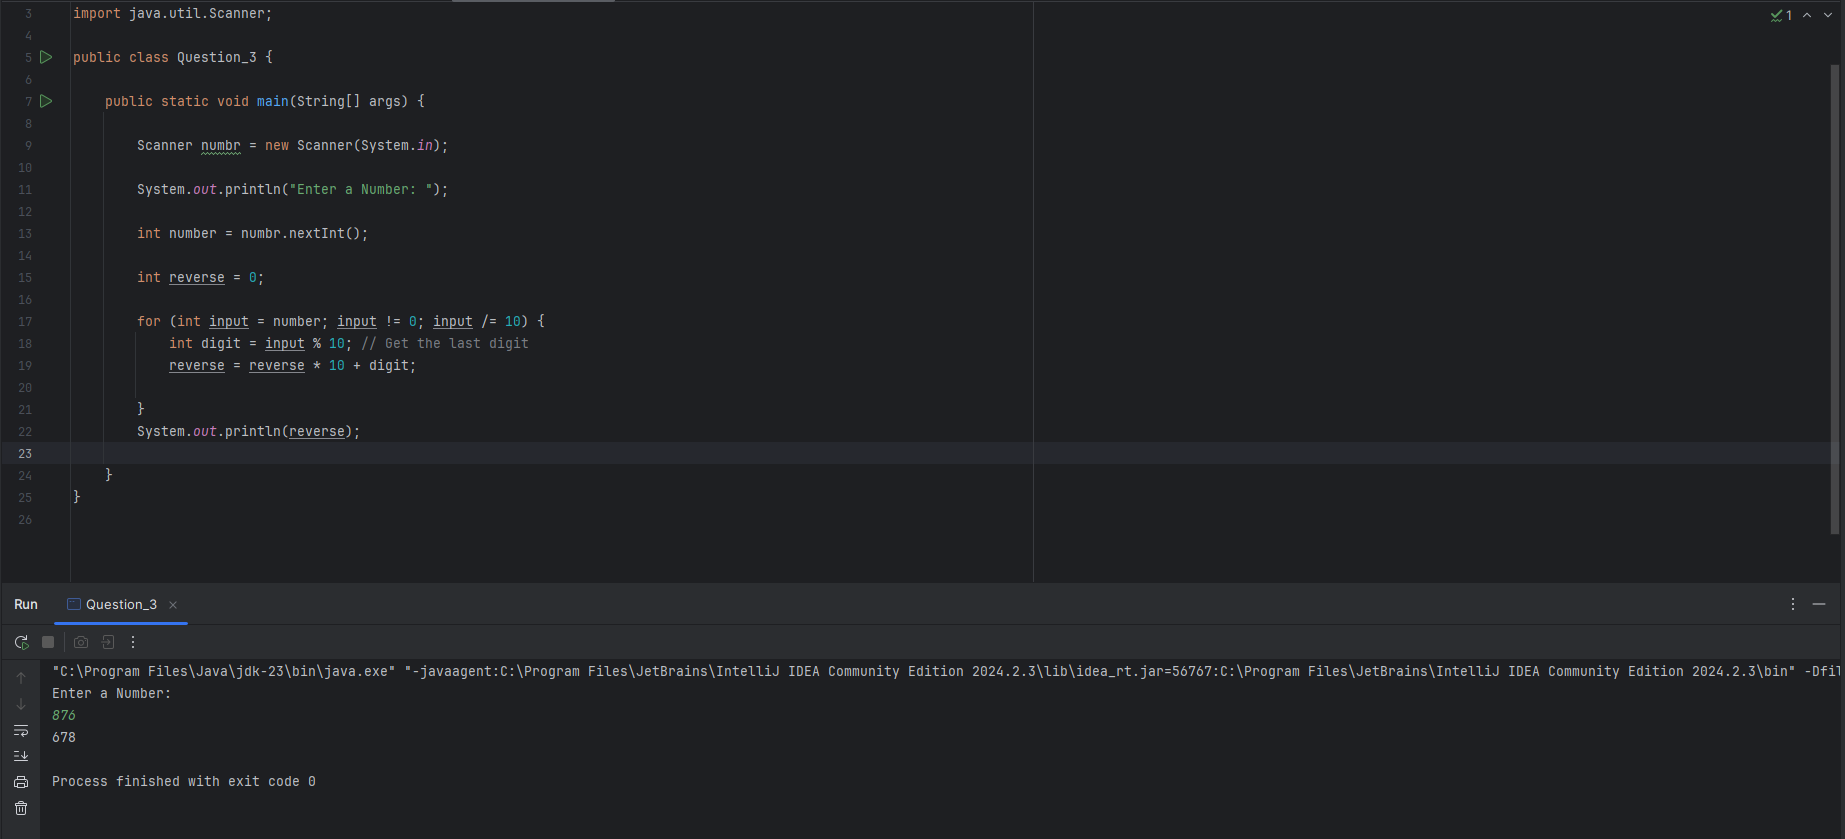 3 import java.util.Scanner;
4
5 public class Question_3 {
6
7     public static void main(String[] args) {
8
9         Scanner numbr = new Scanner(System.in);
10
11         System.out.println("Enter a Number: ");
12
13         int number = numbr.nextInt();
14
15         int reverse = 0;
16
17         for (int input = number; input != 0; input /= 10) {
18             int digit = input % 10; // Get the last digit
19             reverse = reverse * 10 + digit;
20
21         }
22         System.out.println(reverse);
23
24     }
25 }
26
1
Run Question_3
"C:\Program Files\Java\jdk-23\bin\java.exe" "-javaagent:C:\Program Files\JetBrains\IntelliJ IDEA Community Edition 2024.2.3\lib\idea_rt.jar=56767:C:\Program Files\JetBrains\IntelliJ IDEA Community Edition 2024.2.3\bin" -Dfil
Enter a Number:
876
678
Process finished with exit code 0